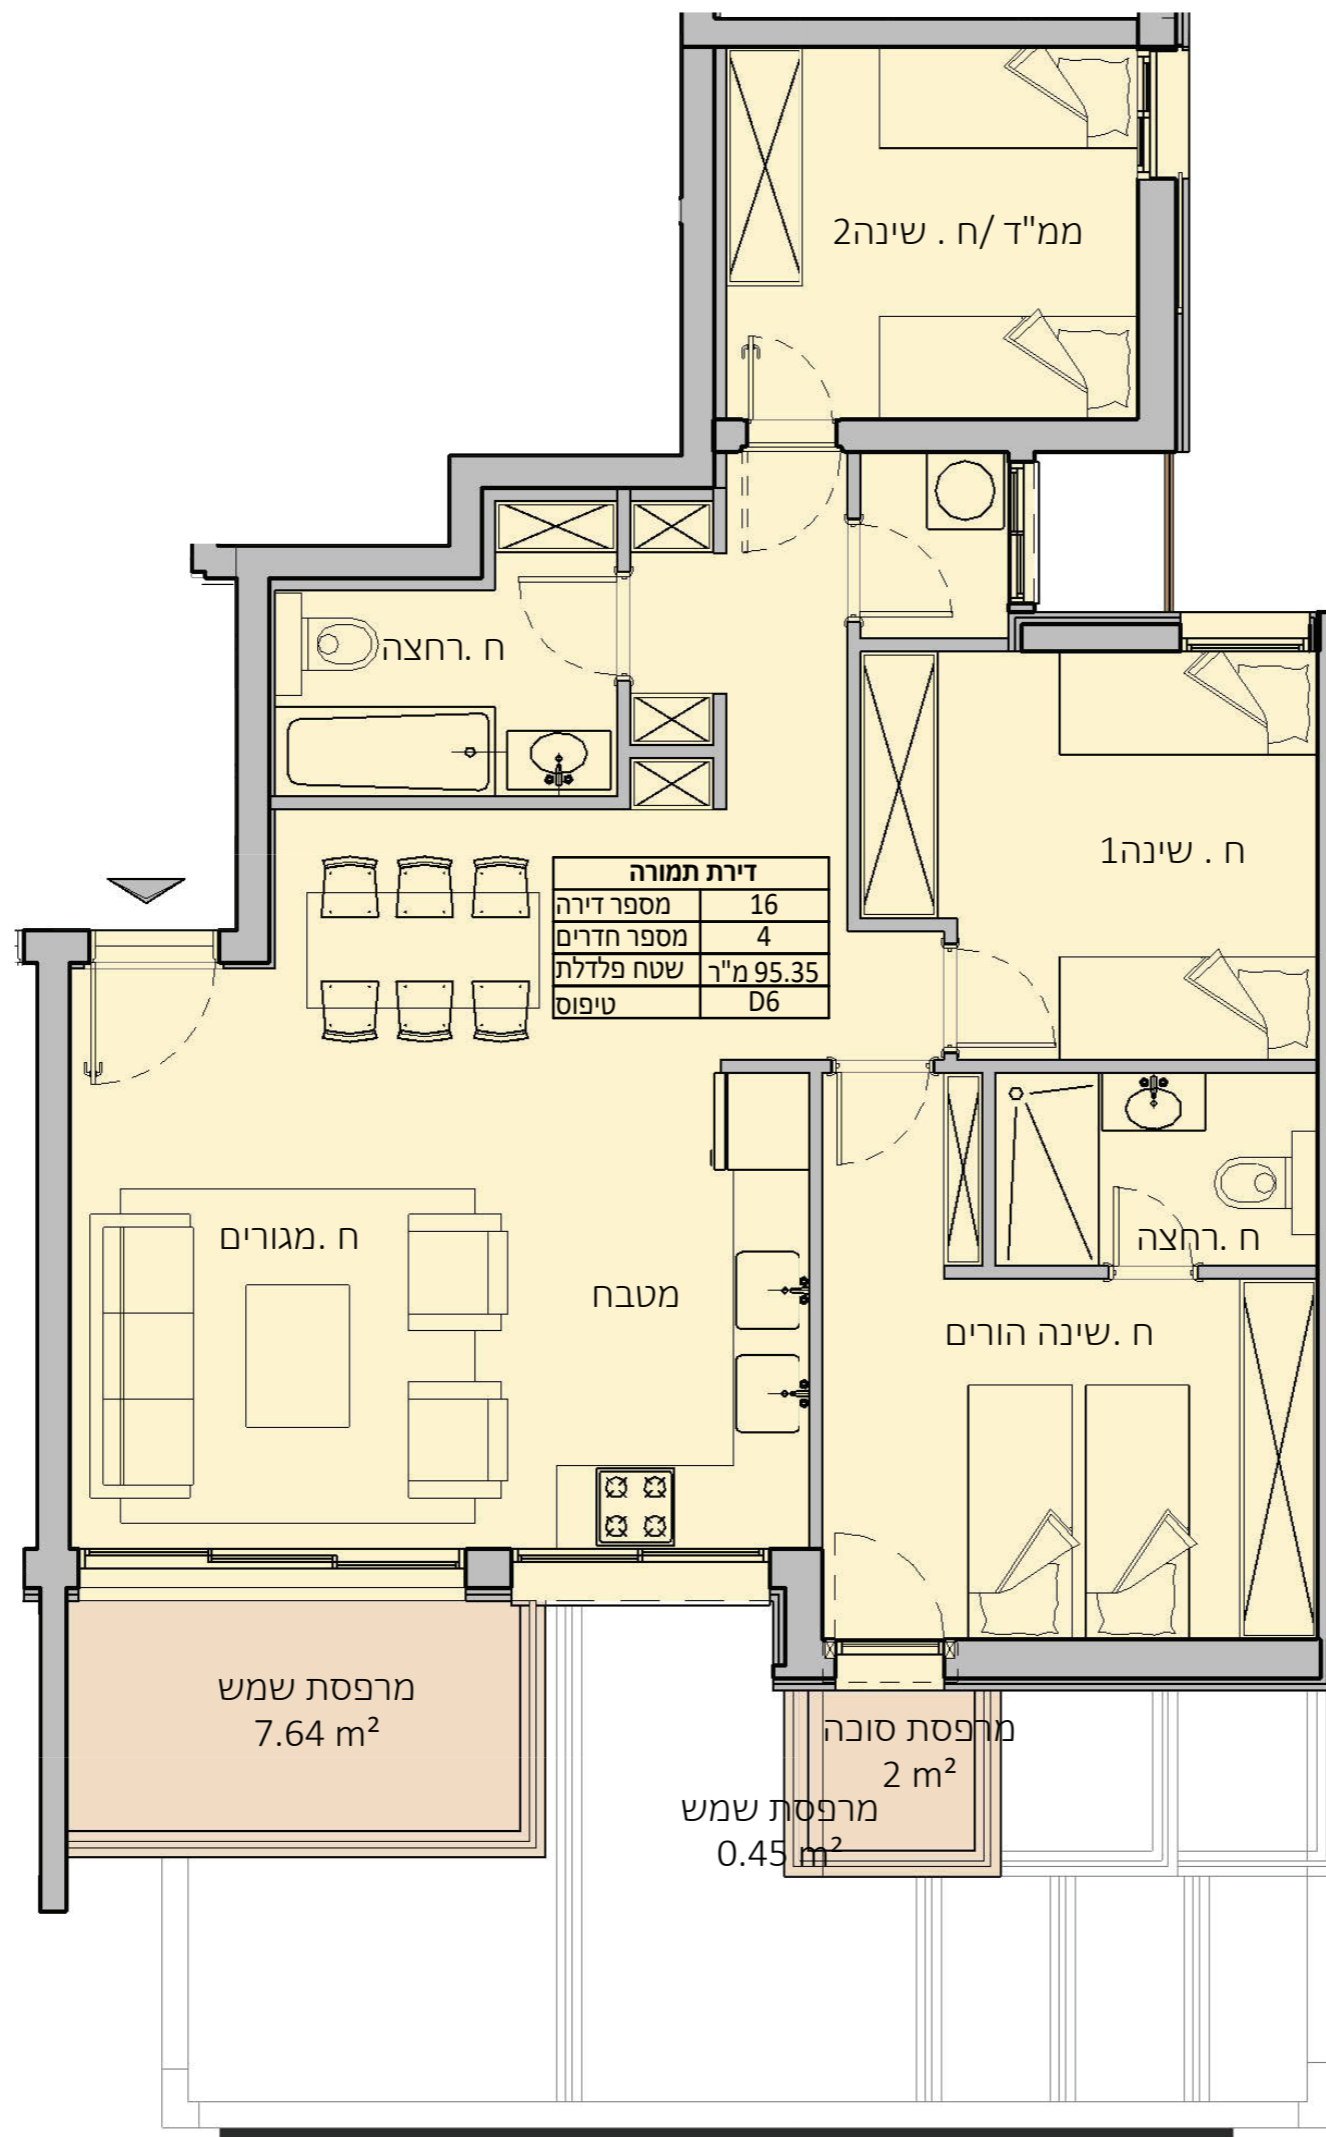 ממ"ד /ח . שינה2
ח .רחצה
ח . שינה1
דירת תמורה
מספר דירה 16
מספר חדרים 4
שטח פלדלת 95.35 מ"ר
טיפוס D6
ח .רחצה
ח .מגורים
מטבח
ח .שינה הורים
מרפסת שמש
7.64 m²
מרפסת סוכה
2 m²
מרפסת שמש
0.45 m²